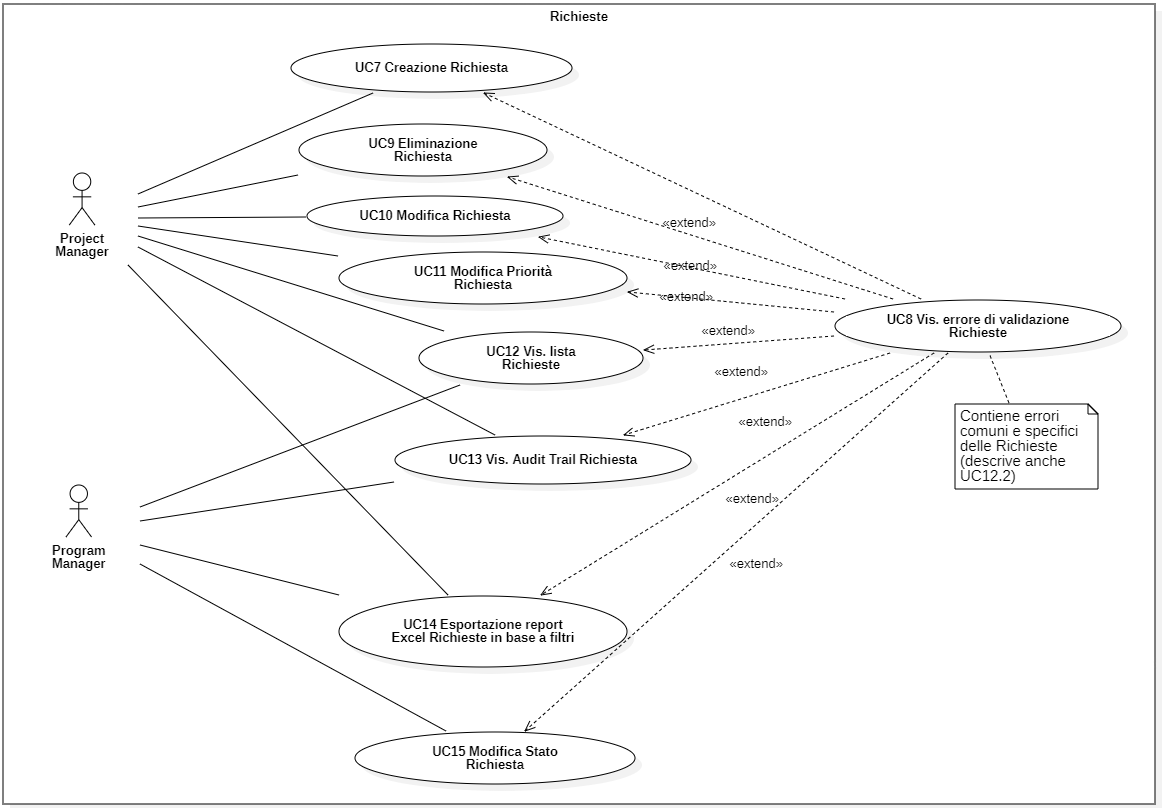 Richieste
UC7 Creazione Richiesta
UC9 Eliminazione
Richiesta
UC10 Modifica Richiesta
Project
Manager
«extend»
UC11 Modifica Priorità
Richiesta
«extend»
«extend»
UC8 Vis. errore di validazione
Richieste
«extend»
UC12 Vis. lista
Richieste
«extend»
Contiene errori
comuni e specifici
delle Richieste
(descrive anche
UC12.2)
«extend»
UC13 Vis. Audit Trail Richiesta
«extend»
Program
Manager
«extend»
UC14 Esportazione report
Excel Richieste in base a filtri
UC15 Modifica Stato
Richiesta